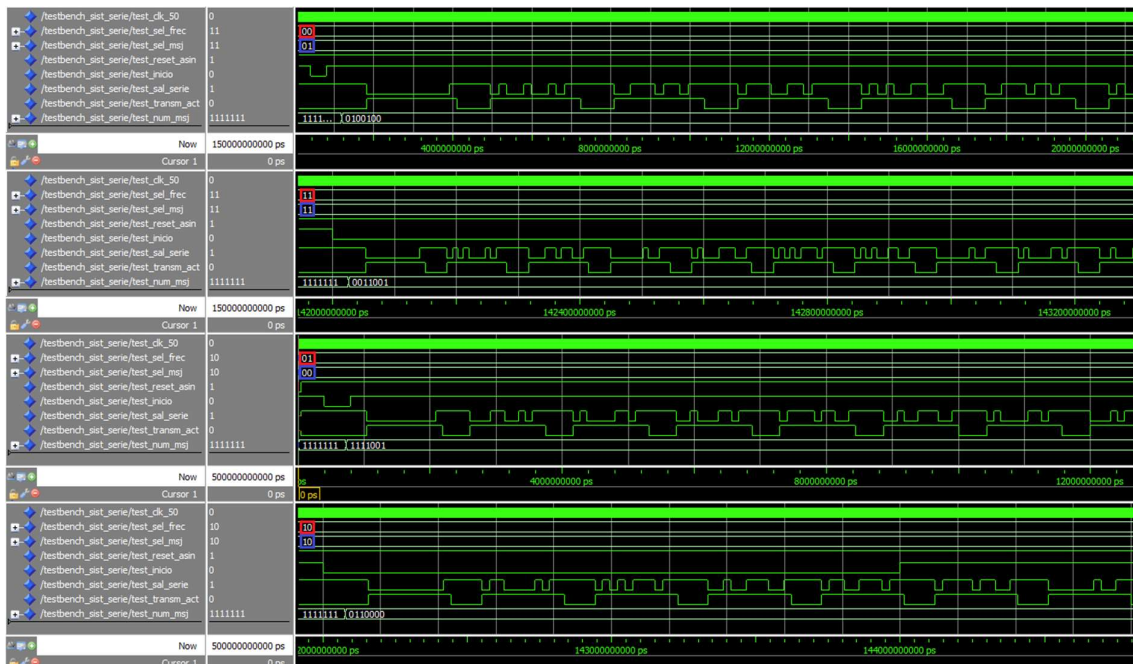 /testbench_sist_serie/test_clk_50 0
/testbench_sist_serie/test_sel_frec 11 00
/testbench_sist_serie/test_sel_msj 11 01
/testbench_sist_serie/test_reset_asin 1
/testbench_sist_serie/test_inicio 0
/testbench_sist_serie/test_sal_serie 1
/testbench_sist_serie/test_transm_act 0
/testbench_sist_serie/test_num_msj 1111111 1111... 0100100
Now 150000000000 ps 4000000000 ps 8000000000 ps 12000000000 ps 16000000000 ps 20000000000 ps
Cursor 1 0 ps
/testbench_sist_serie/test_clk_50 0
/testbench_sist_serie/test_sel_frec 11 11
/testbench_sist_serie/test_sel_msj 11 11
/testbench_sist_serie/test_reset_asin 1
/testbench_sist_serie/test_inicio 0
/testbench_sist_serie/test_sal_serie 1
/testbench_sist_serie/test_transm_act 0
/testbench_sist_serie/test_num_msj 1111111 1111111 0011001
Now 150000000000 ps 142000000000 ps 142400000000 ps 142800000000 ps 143200000000 ps
Cursor 1 0 ps
/testbench_sist_serie/test_clk_50 0
/testbench_sist_serie/test_sel_frec 10 01
/testbench_sist_serie/test_sel_msj 10 00
/testbench_sist_serie/test_reset_asin 1
/testbench_sist_serie/test_inicio 0
/testbench_sist_serie/test_sal_serie 1
/testbench_sist_serie/test_transm_act 0
/testbench_sist_serie/test_num_msj 1111111 1111111 1111001
Now 500000000000 ps ps 4000000000 ps 8000000000 ps 12000000000 ps
Cursor 1 0 ps 0 ps
/testbench_sist_serie/test_clk_50 0
/testbench_sist_serie/test_sel_frec 10 10
/testbench_sist_serie/test_sel_msj 10 10
/testbench_sist_serie/test_reset_asin 1
/testbench_sist_serie/test_inicio 0
/testbench_sist_serie/test_sal_serie 1
/testbench_sist_serie/test_transm_act 0
/testbench_sist_serie/test_num_msj 1111111 1111111 0110000
Now 500000000000 ps 2000000000 ps 143000000000 ps 144000000000 ps
Cursor 1 0 ps